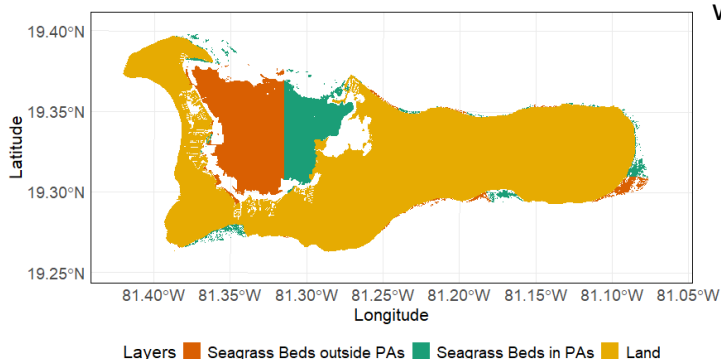 V
19.40°N
19.35°N
19.30°N
19.25°N
Latitude
81.40°W 81.35°W 81.30°W 81.25°W 81.20°W 81.15°W 81.10°W 81.05°W
Longitude
Layers Seagrass Beds outside PAs Seagrass Beds in PAs Land